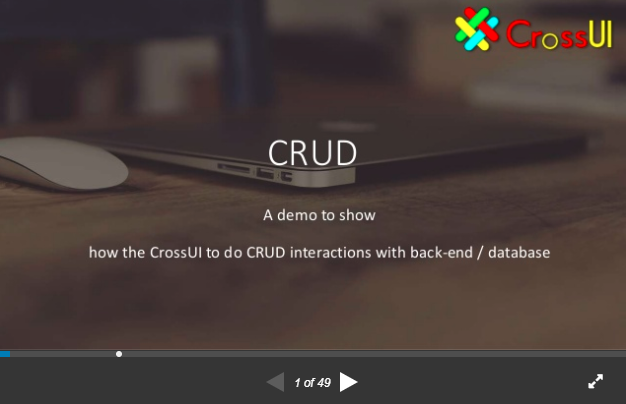 CrossUI
CRUD
A demo to show
how the CrossUI to do CRUD interactions with back-end / database
1 of 49